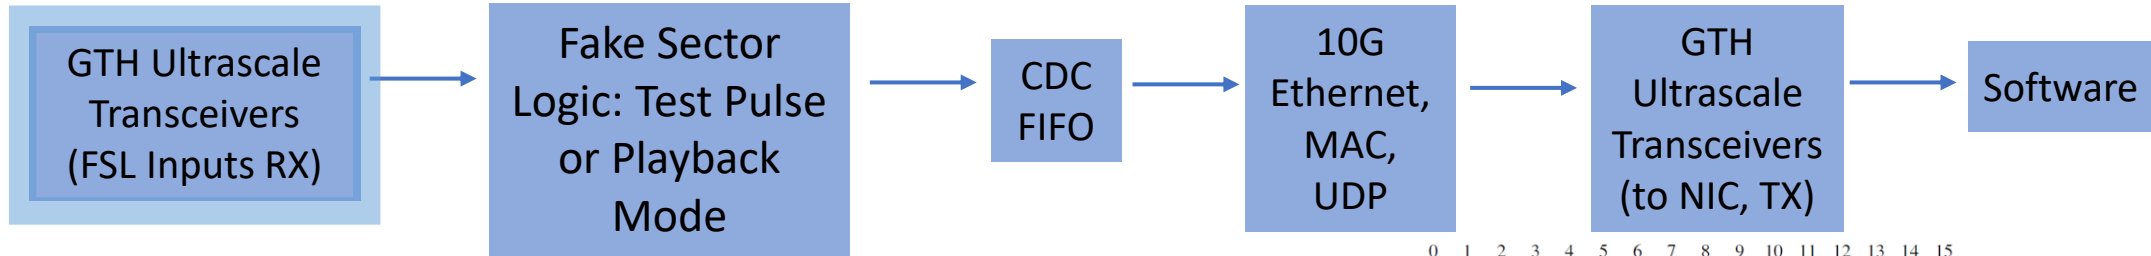 GTH Ultrascale
Transceivers
(FSL Inputs RX)
Fake Sector
Logic: Test Pulse
or Playback
Mode
CDC
FIFO
10G
Ethernet,
MAC,
UDP
GTH
Ultrascale
Transceivers
(to NIC, TX)
Software
0 1 2 3 4 5 6 7 8 9 10 11 12 13 14 15